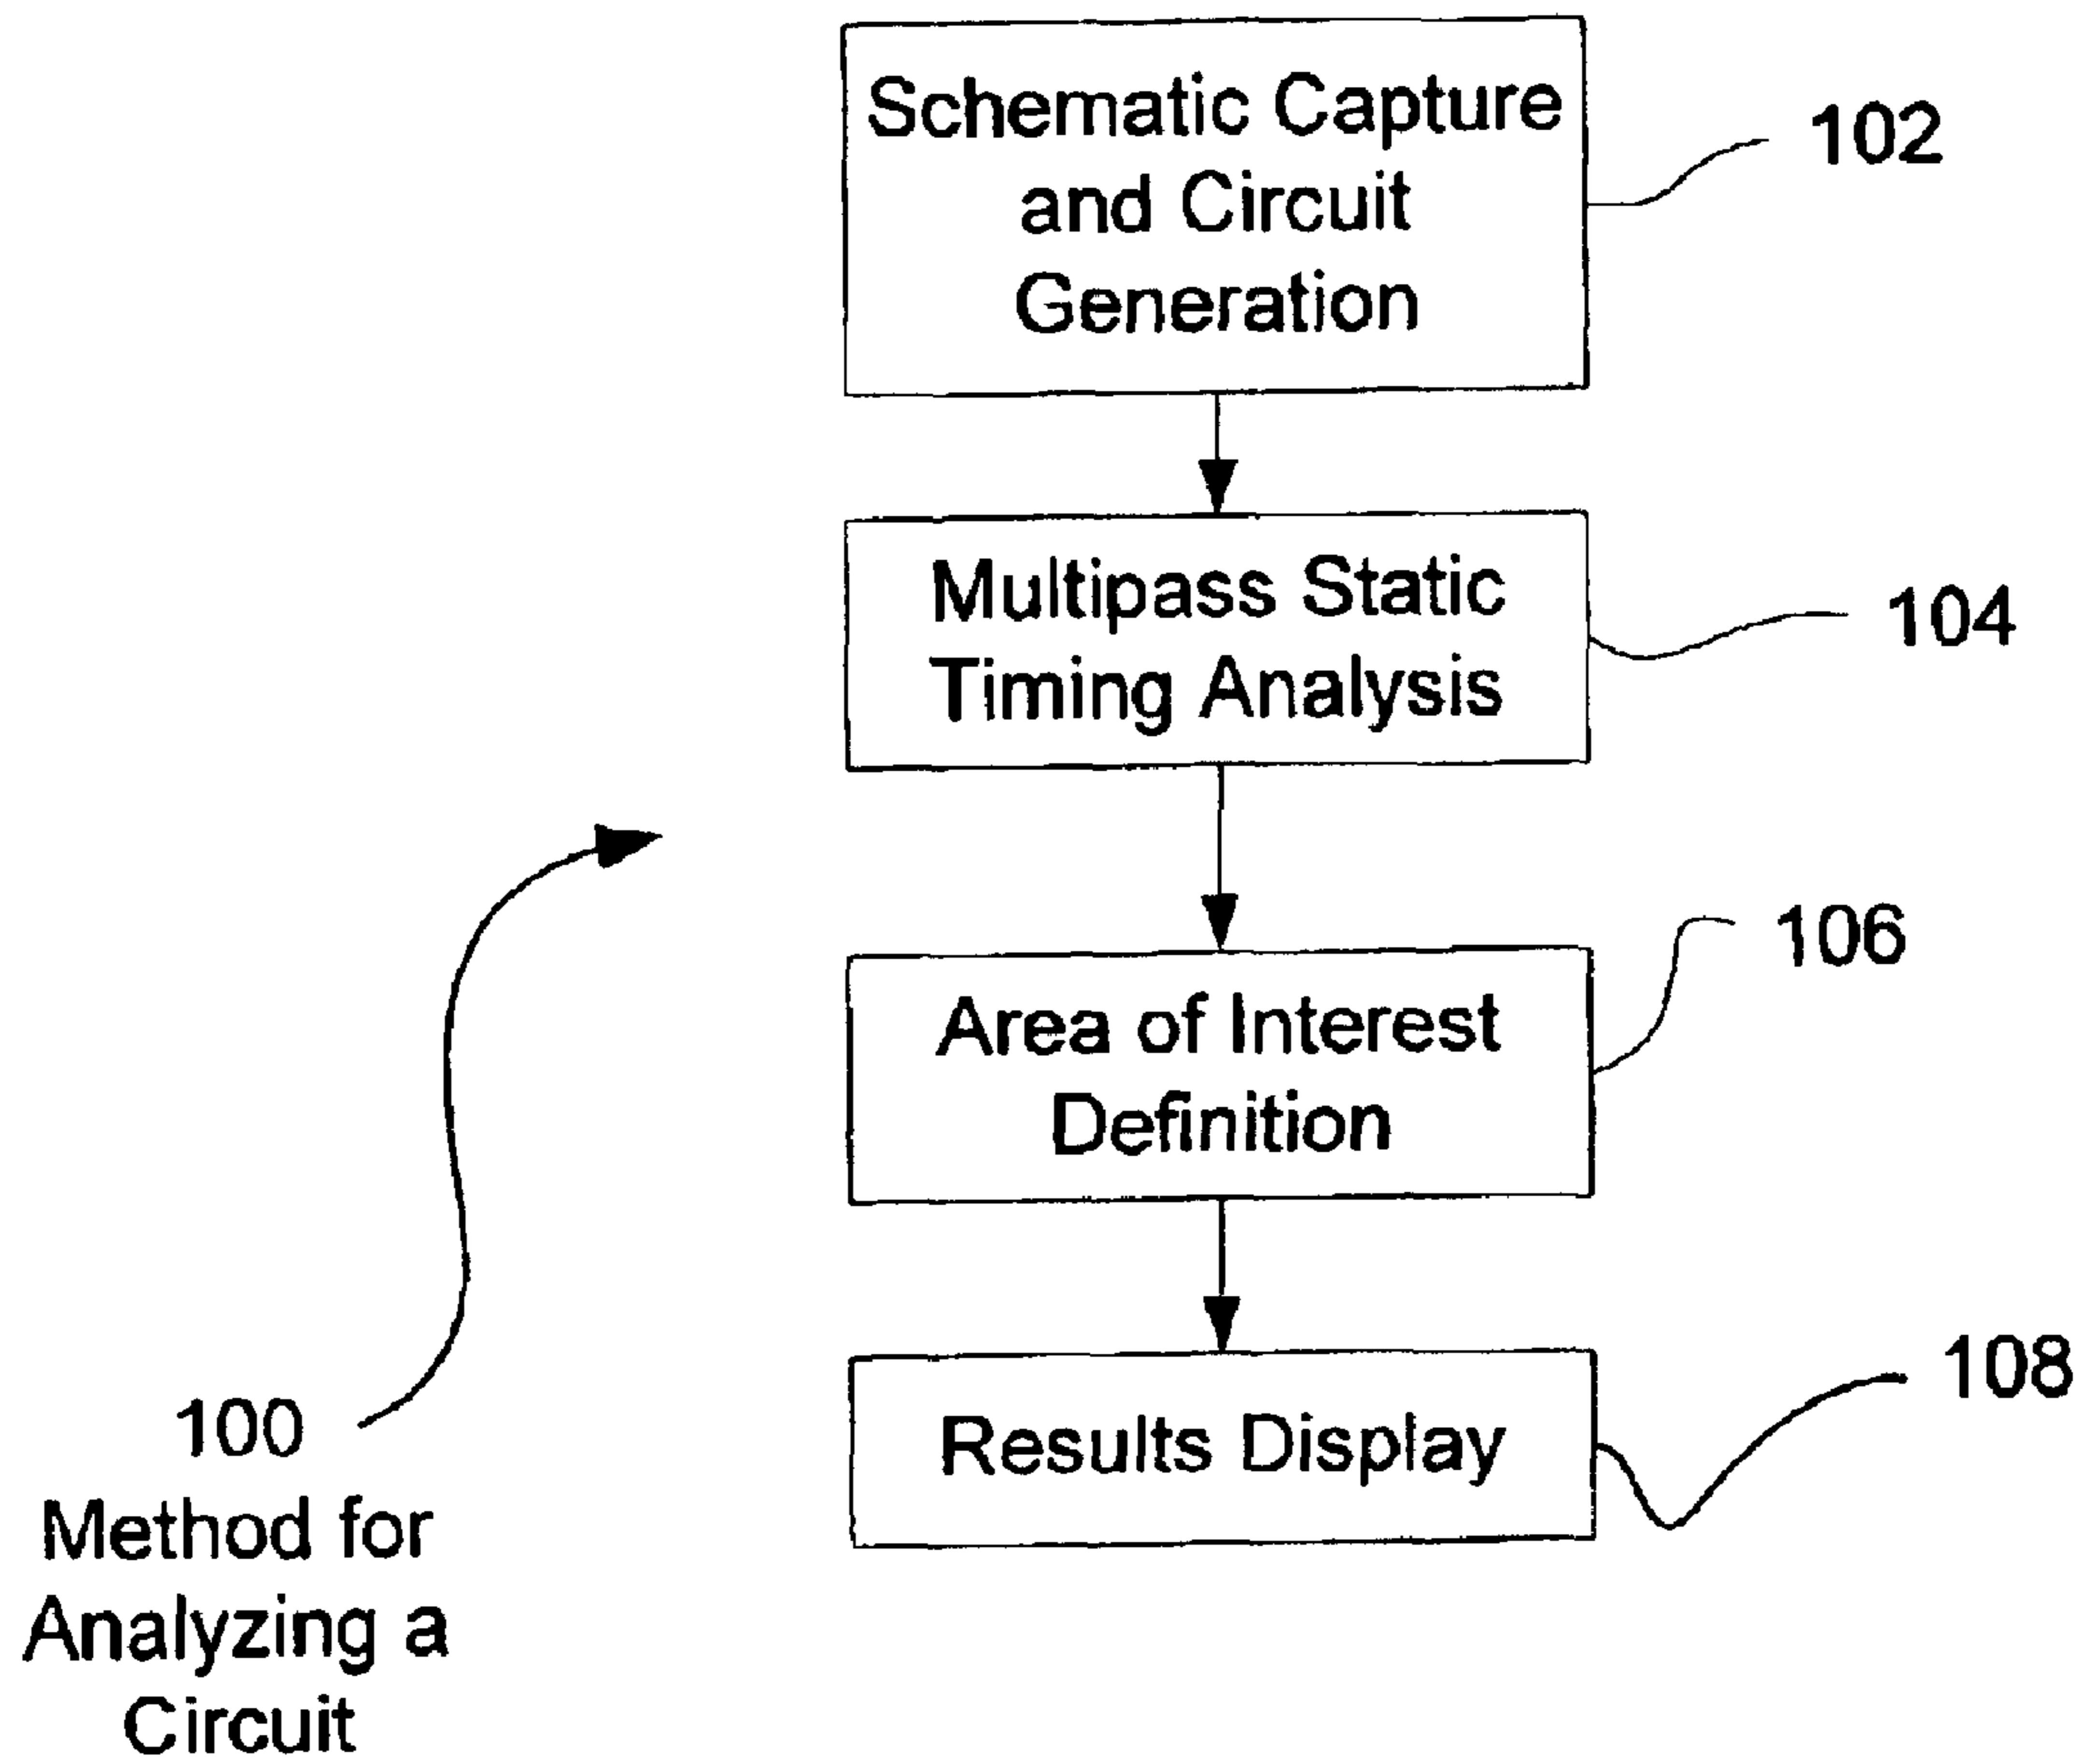 Schematic Capture
and Circuit
Generation
102
Multipass Static
Timing Analysis
104
106
Area of Interest
Definition
108
Results Display
100
Method for
Analyzing a
Circuit